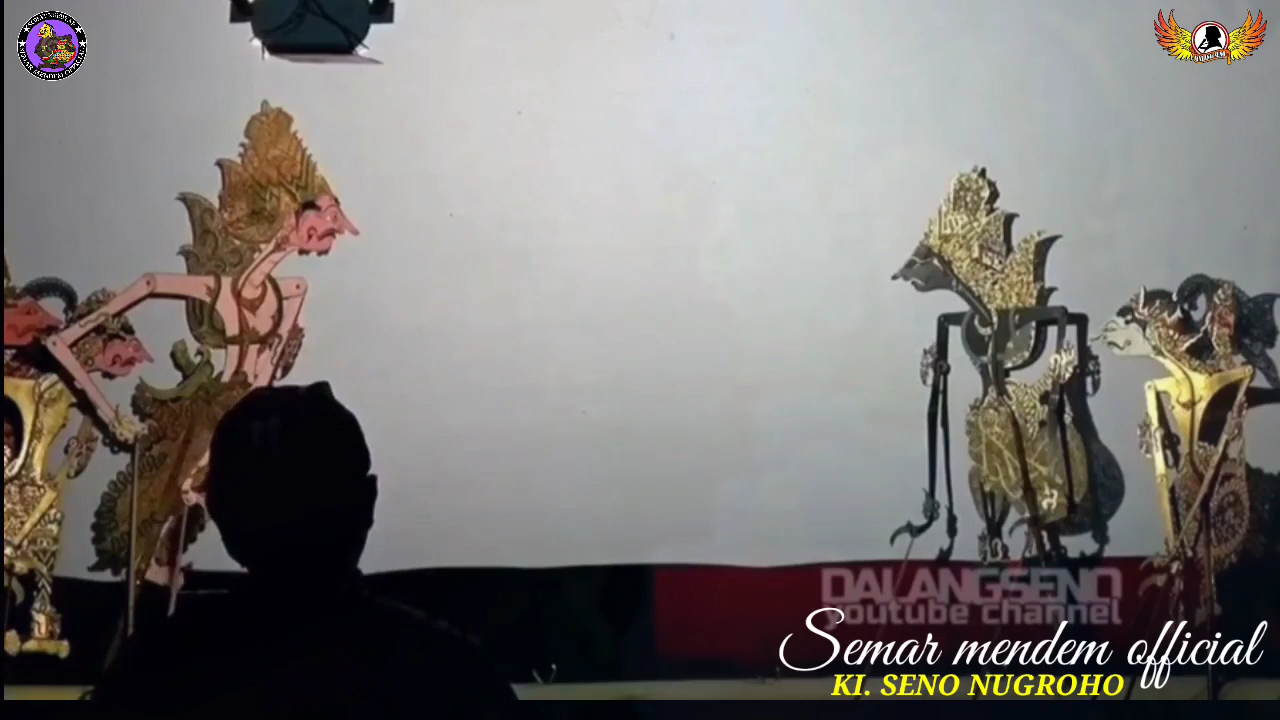 DALANGSENO
youtube channel
Semar mendem official
KI. SENO NUGROHO